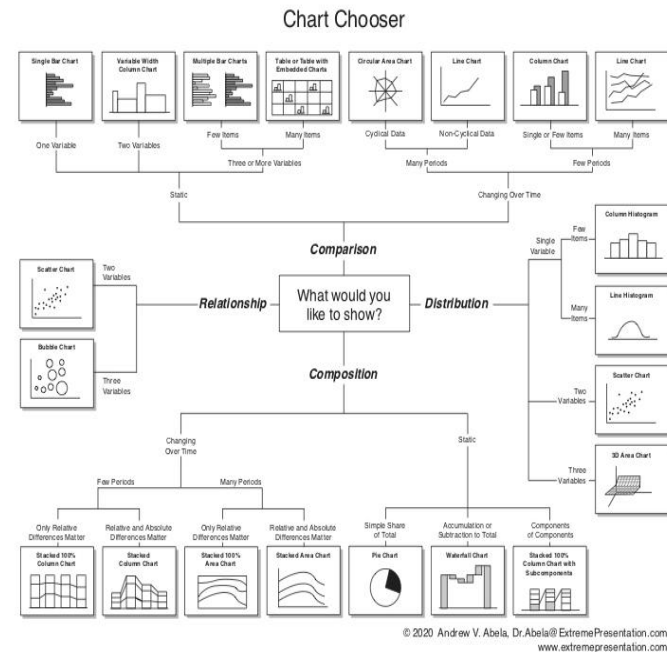 Chart Chooser
Single Bar Chart
Variable Width
Column Chart
Multiple Bar Charts
Table or Table with
Embedded Charts
Circular Area Chart
Line Chart
Column Chart
Line Chart
Few Items
Many Items
Cyclical Data
Non-Cyclical Data
Single or Few Items
Many Items
One Variable
Two Variables
Three or More Variables
Many Periods
Few Periods
Static
Changing Over Time
Comparison
What would you
like to show?
Relationship
Two
Variables
Scatter Chart
Bubble Chart
Three
Variables
Distribution
Single
Variable
Few
Items
Column Histogram
Many
Items
Line Histogram
Two
Variables
Scatter Chart
Three
Variables
3D Area Chart
Composition
Changing
Over Time
Static
Few Periods
Many Periods
Only Relative
Differences Matter
Relative and Absolute
Differences Matter
Only Relative
Differences Matter
Relative and Absolute
Differences Matter
Simple Share
of Total
Accumulation or
Subtraction to Total
Components
of Components
Stacked 100%
Column Chart
Stacked
Column Chart
Stacked 100%
Area Chart
Stacked Area Chart
Pie Chart
Waterfall Chart
Stacked 100%
Column Chart with
Subcomponents
© 2020 Andrew V. Abela, Dr.Abela@ExtremePresentation.com
www.extremepresentation.com